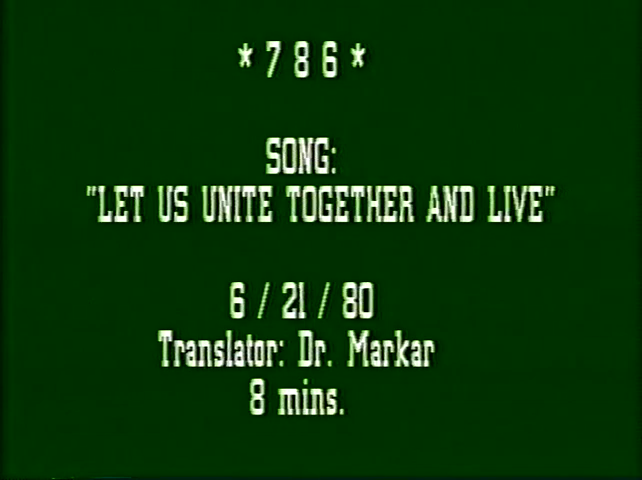 *786*
SONG:
"LET US UNITE TOGETHER AND LIVE"
6 / 21 / 80
Translator: Dr. Markar
8 mins.